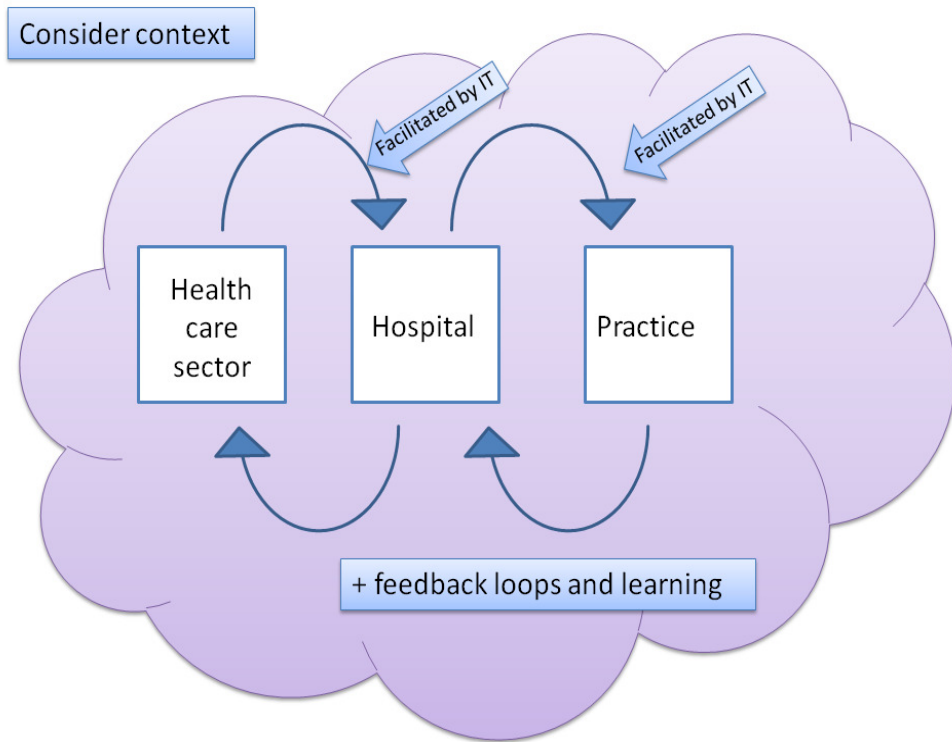 Consider context
Facilitated by IT
Facilitated by IT
Health
care
sector
Hospital
Practice
+ feedback loops and learning